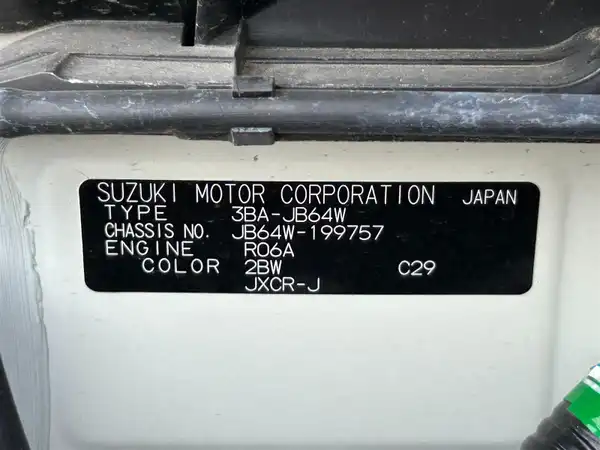 SUZUKI MOTOR CORPORATION JAPAN
TYPE 3BA-JB64W
CHASSIS NO. JB64W-199757
ENGINE R06A
COLOR 2BW C29
JXCR-J